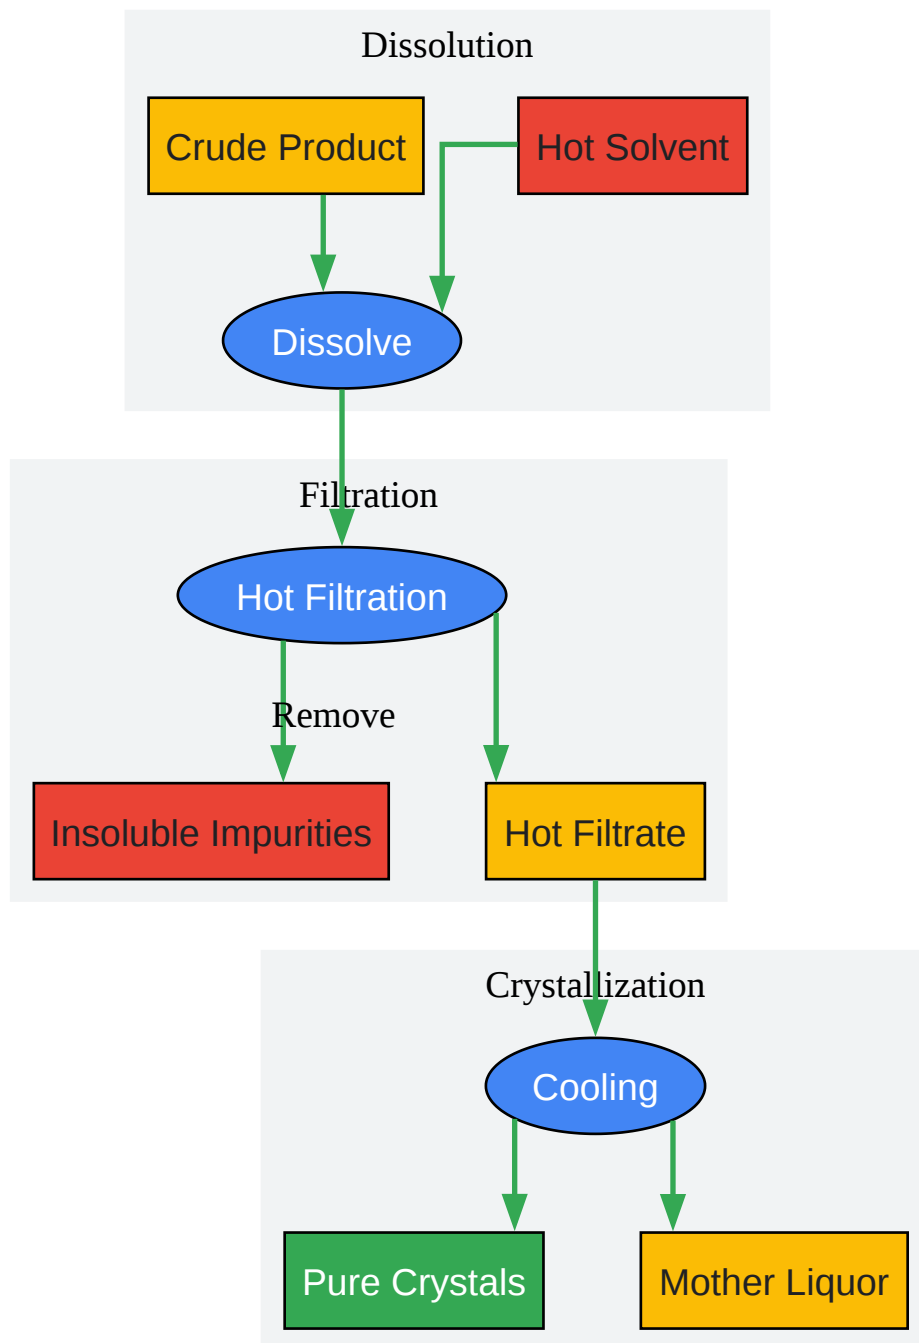 Dissolution
Crude Product
Hot Solvent
Dissolve
Filtration
Hot Filtration
Remove
Insoluble Impurities
Hot Filtrate
Crystallization
Cooling
Pure Crystals
Mother Liquor